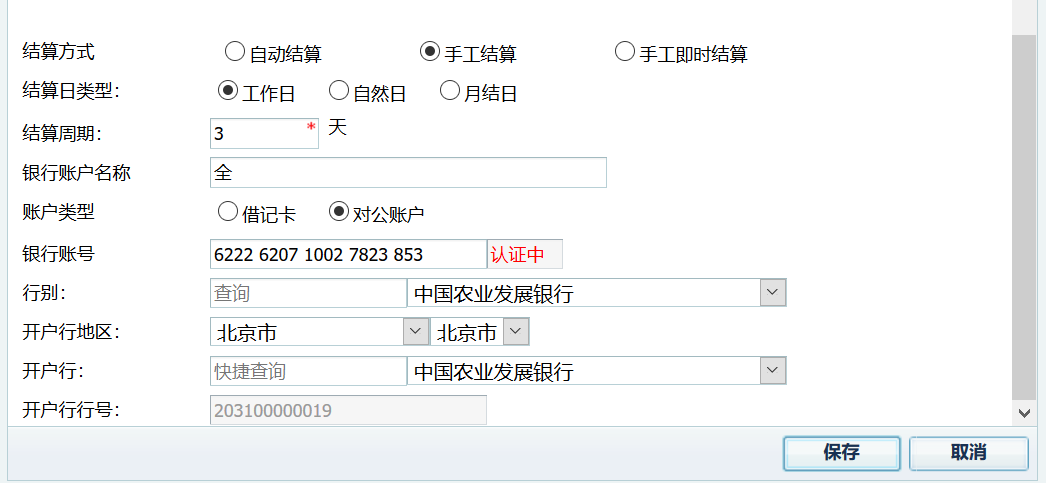 结算方式 自动结算 手工结算 手工即时结算
结算日类型： 工作日 自然日 月结日
结算周期： 3 * 天
银行账户名称 全
账户类型 借记卡 对公账户
银行账号 6222 6207 1002 7823 853 认证中
行别： 查询 中国农业发展银行
开户行地区： 北京市 北京市
开户行： 快捷查询 中国农业发展银行
开户行行号： 203100000019
保存 取消